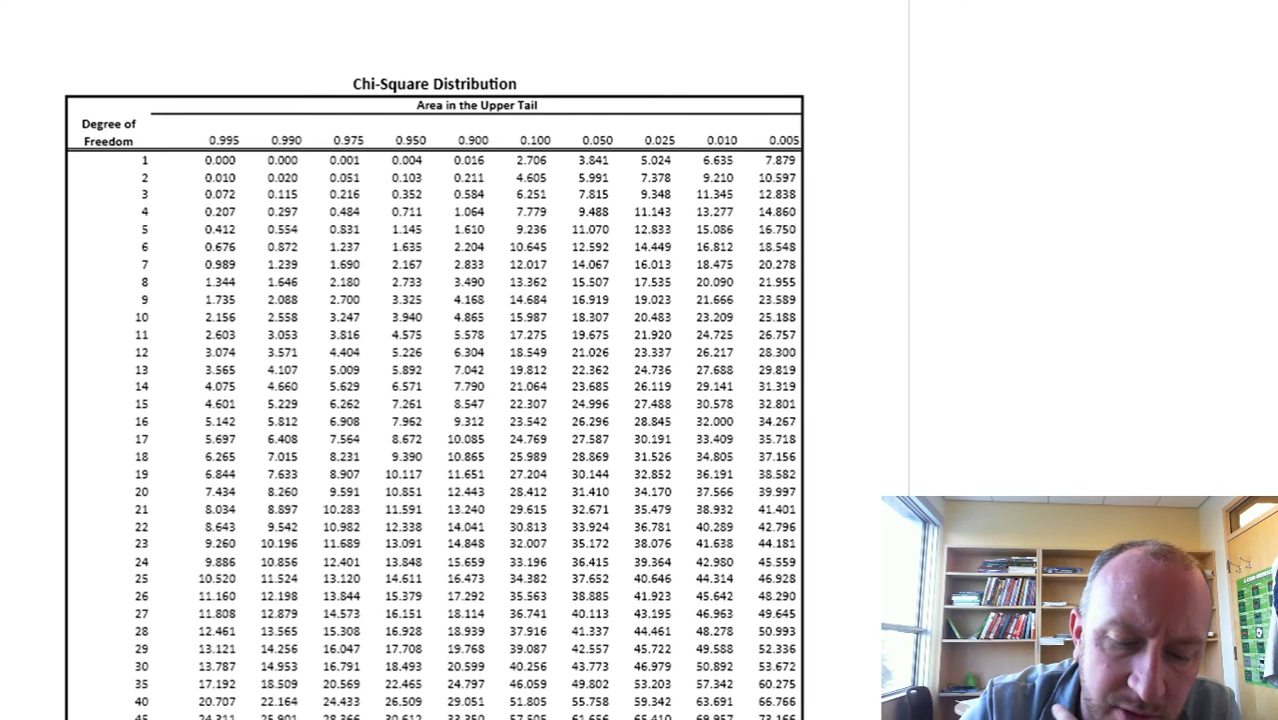 Chi-Square Distribution
Area in the Upper Tail
Degree of
Freedom 0.995 0.990 0.975 0.950 0.900 0.100 0.050 0.025 0.010 0.005
1 0.000 0.000 0.001 0.004 0.016 2.706 3.841 5.024 6.635 7.879
2 0.010 0.020 0.051 0.103 0.211 4.605 5.991 7.378 9.210 10.597
3 0.072 0.115 0.216 0.352 0.584 6.251 7.815 9.348 11.345 12.838
4 0.207 0.297 0.484 0.711 1.064 7.779 9.488 11.143 13.277 14.860
5 0.412 0.554 0.831 1.145 1.610 9.236 11.070 12.833 15.086 16.750
6 0.676 0.872 1.237 1.635 2.204 10.645 12.592 14.449 16.812 18.548
7 0.989 1.239 1.690 2.167 2.833 12.017 14.067 16.013 18.475 20.278
8 1.344 1.646 2.180 2.733 3.490 13.362 15.507 17.535 20.090 21.955
9 1.735 2.088 2.700 3.325 4.168 14.684 16.919 19.023 21.666 23.589
10 2.156 2.558 3.247 3.940 4.865 15.987 18.307 20.483 23.209 25.188
11 2.603 3.053 3.816 4.575 5.578 17.275 19.675 21.920 24.725 26.757
12 3.074 3.571 4.404 5.226 6.304 18.549 21.026 23.337 26.217 28.300
13 3.565 4.107 5.009 5.892 7.042 19.812 22.362 24.736 27.688 29.819
14 4.075 4.660 5.629 6.571 7.790 21.064 23.685 26.119 29.141 31.319
15 4.601 5.229 6.262 7.261 8.547 22.307 24.996 27.488 30.578 32.801
16 5.142 5.812 6.908 7.962 9.312 23.542 26.296 28.845 32.000 34.267
17 5.697 6.408 7.564 8.672 10.085 24.769 27.587 30.191 33.409 35.718
18 6.265 7.015 8.231 9.390 10.865 25.989 28.869 31.526 34.805 37.156
19 6.844 7.633 8.907 10.117 11.651 27.204 30.144 32.852 36.191 38.582
20 7.434 8.260 9.591 10.851 12.443 28.412 31.410 34.170 37.566 39.997
21 8.034 8.897 10.283 11.591 13.240 29.615 32.671 35.479 38.932 41.401
22 8.643 9.542 10.982 12.338 14.041 30.813 33.924 36.781 40.289 42.796
23 9.260 10.196 11.689 13.091 14.848 32.007 35.172 38.076 41.638 44.181
24 9.886 10.856 12.401 13.848 15.659 33.196 36.415 39.364 42.980 45.559
25 10.520 11.524 13.120 14.611 16.473 34.382 37.652 40.646 44.314 46.928
26 11.160 12.198 13.844 15.379 17.292 35.563 38.885 41.923 45.642 48.290
27 11.808 12.879 14.573 16.151 18.114 36.741 40.113 43.195 46.963 49.645
28 12.461 13.565 15.308 16.928 18.939 37.916 41.337 44.461 48.278 50.993
29 13.121 14.256 16.047 17.708 19.768 39.087 42.557 45.722 49.588 52.336
30 13.787 14.953 16.791 18.493 20.599 40.256 43.773 46.979 50.892 53.672
35 17.192 18.509 20.569 22.465 24.797 46.059 49.802 53.203 57.342 60.275
40 20.707 22.164 24.433 26.509 29.051 51.805 55.758 59.342 63.691 66.766